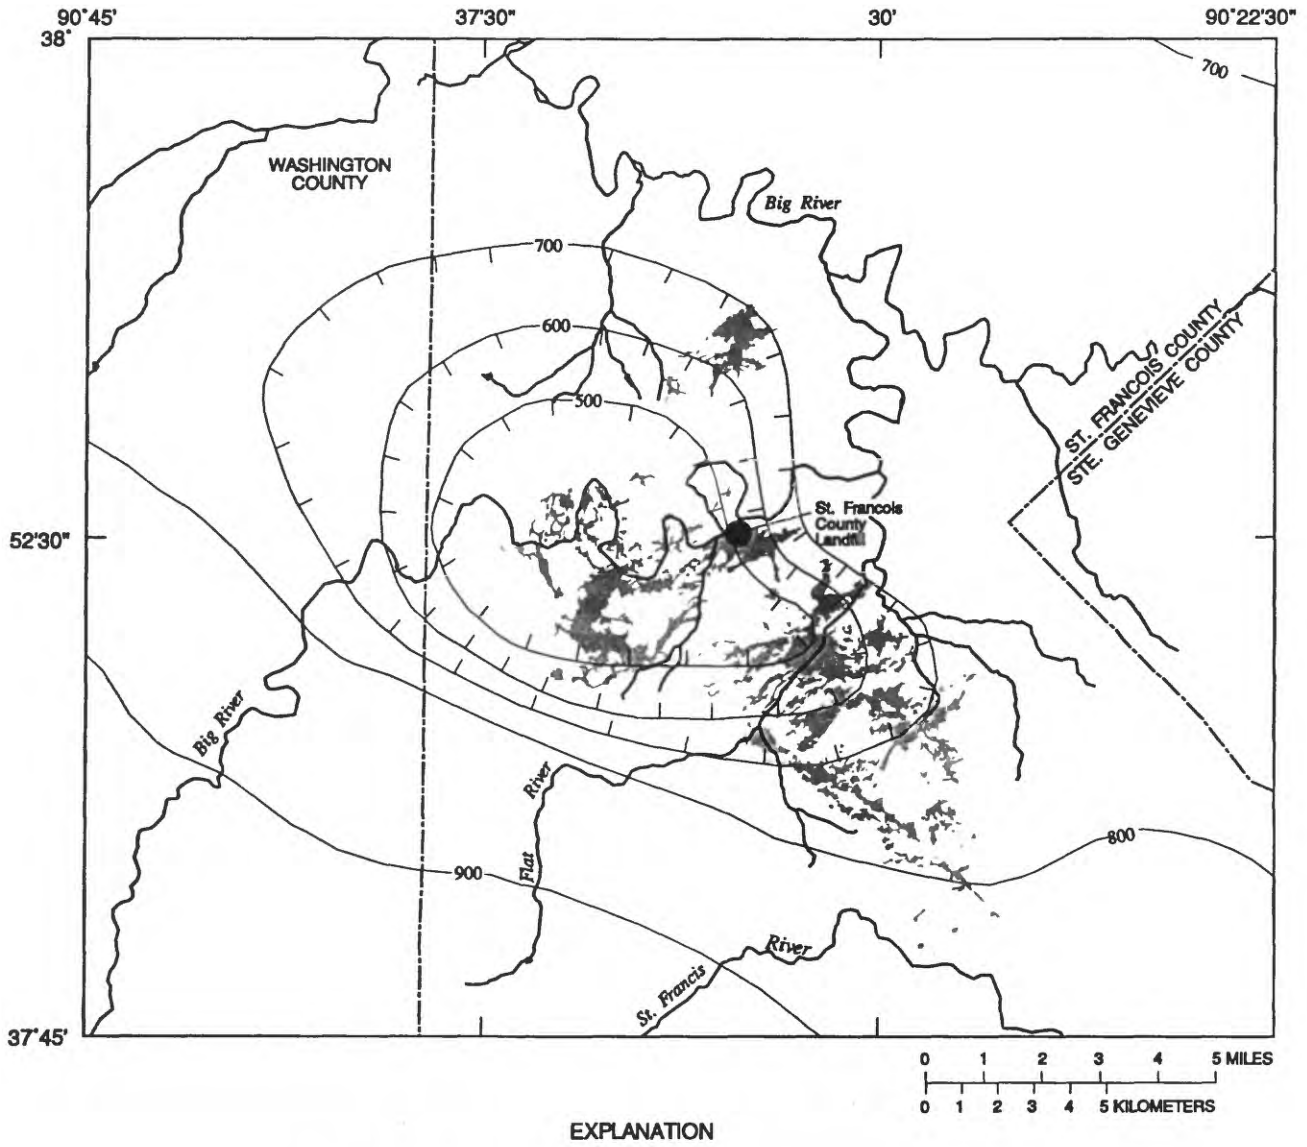 90°45'
37'30"
30'
90°22'30"
38°
700
WASHINGTON
COUNTY
Big River
700
600
ST. FRANCOIS COUNTY
STE. GENEVIEVE COUNTY
500
St. Francois
County
Landfill
52'30"
Big River
Flat River
800
900
St. Francis River
37°45'
0 1 2 3 4 5 MILES
0 1 2 3 4 5 KILOMETERS
EXPLANATION